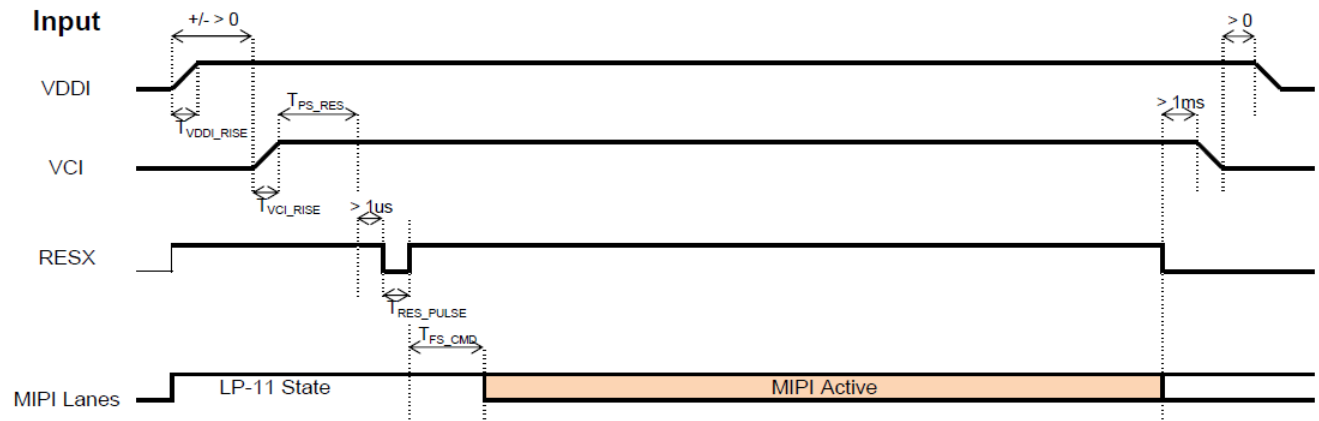 Input
+/- > 0
> 0
VDDI
TVDDI_RISE
TPS_RES
> 1ms
VCI
TVCI_RISE
> 1us
RESX
TRES_PULSE
TFS_CMD
MIPI Lanes
LP-11 State
MIPI Active